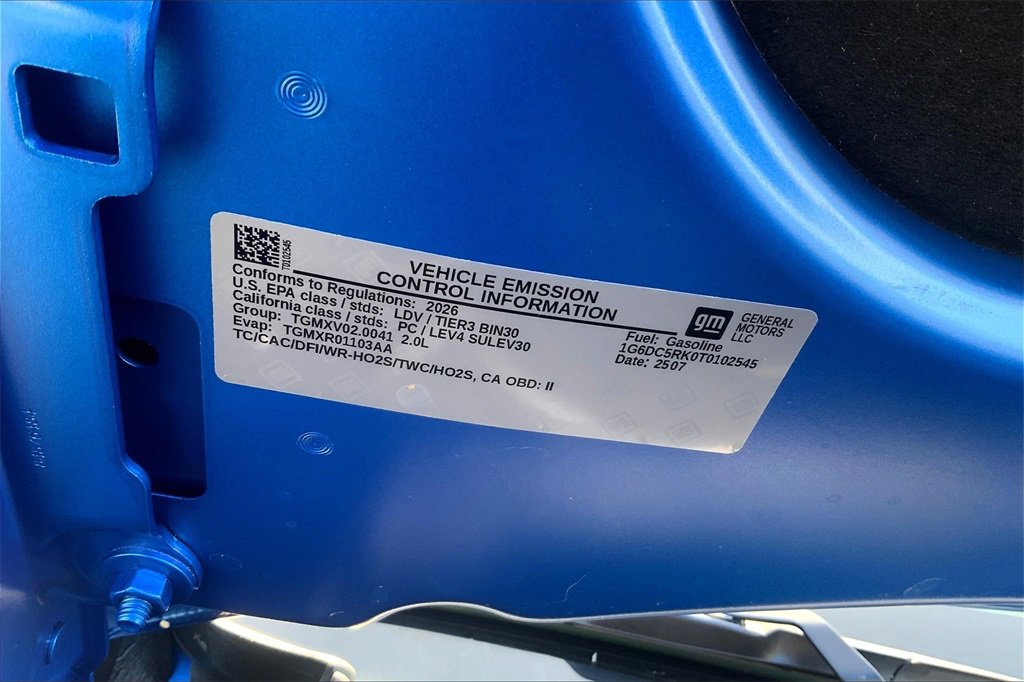 T0102545
VEHICLE EMISSION
CONTROL INFORMATION
Conforms to Regulations: 2026
U.S. EPA class / stds: LDV / TIER3 BIN30
California class / stds: PC / LEV4 SULEV30
Group: TGMXV02.0041 2.0L
Evap: TGMXR01103AA
TC/CAC/DFI/WR-HO2S/TWC/HO2S, CA OBD: II
gm
GENERAL
MOTORS
LLC
Fuel: Gasoline
1G6DC5RK0T0102545
Date: 2507